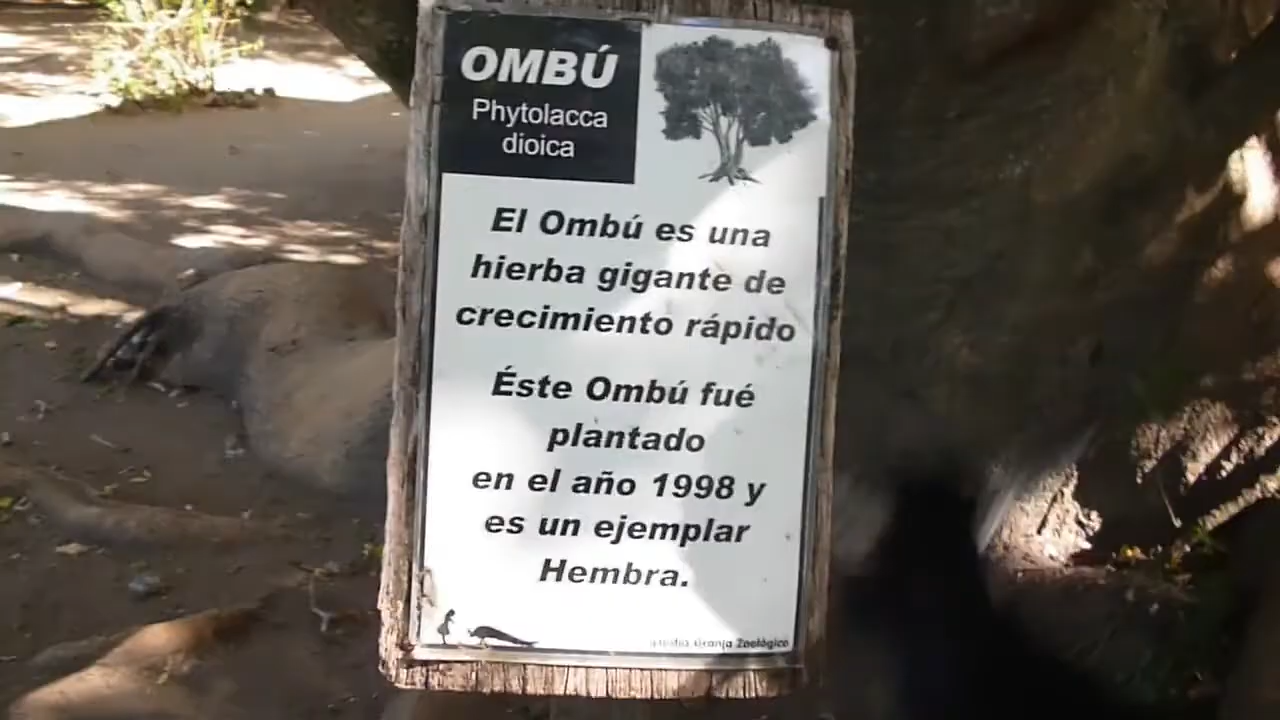 OMBÚ
Phytolacca
dioica
El Ombú es una
hierba gigante de
crecimiento rápido
Éste Ombú fué
plantado
en el año 1998 y
es un ejemplar
Hembra.
Granja Zoológico